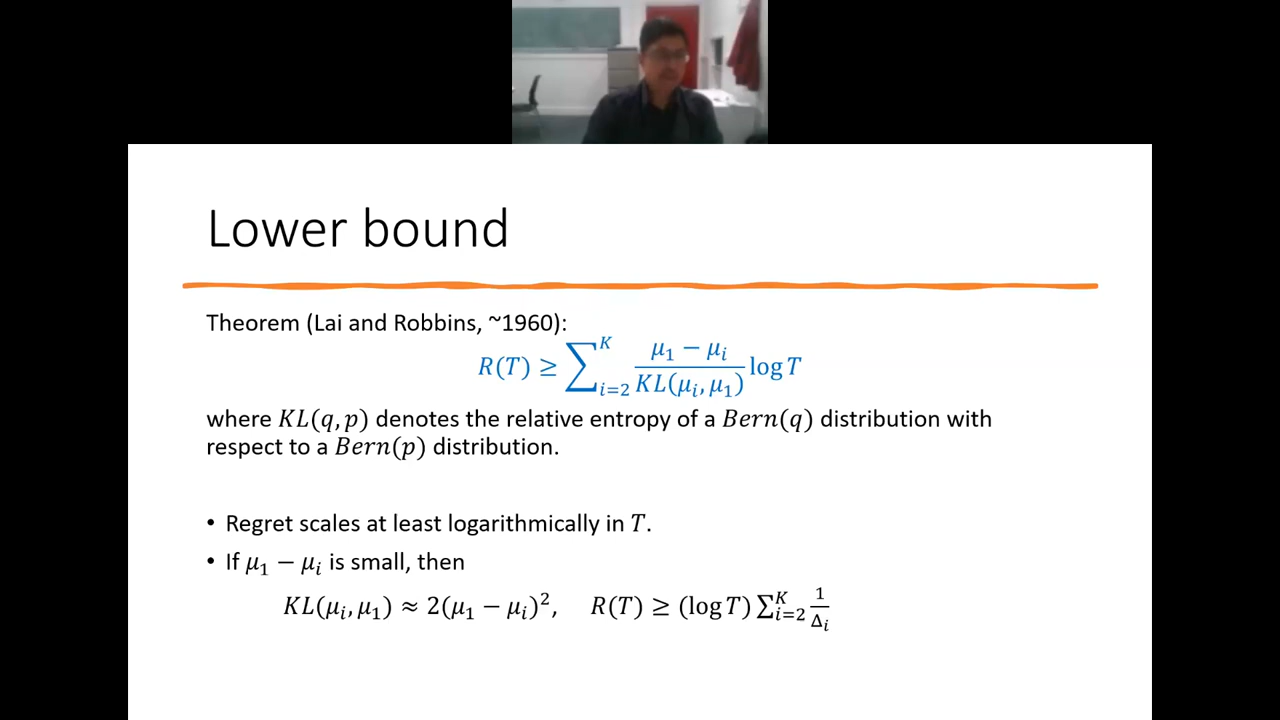 Lower bound
Theorem (Lai and Robbins, ~1960):
R(T) ≥ ∑_{i=2}^{K} \frac{μ_1 − μ_i}{KL(μ_i, μ_1)} log T
where KL(q, p) denotes the relative entropy of a Bern(q) distribution with
respect to a Bern(p) distribution.
• Regret scales at least logarithmically in T.
• If μ_1 − μ_i is small, then
KL(μ_i, μ_1) ≈ 2(μ_1 − μ_i)^2, R(T) ≥ (log T) ∑_{i=2}^{K} \frac{1}{Δ_i}